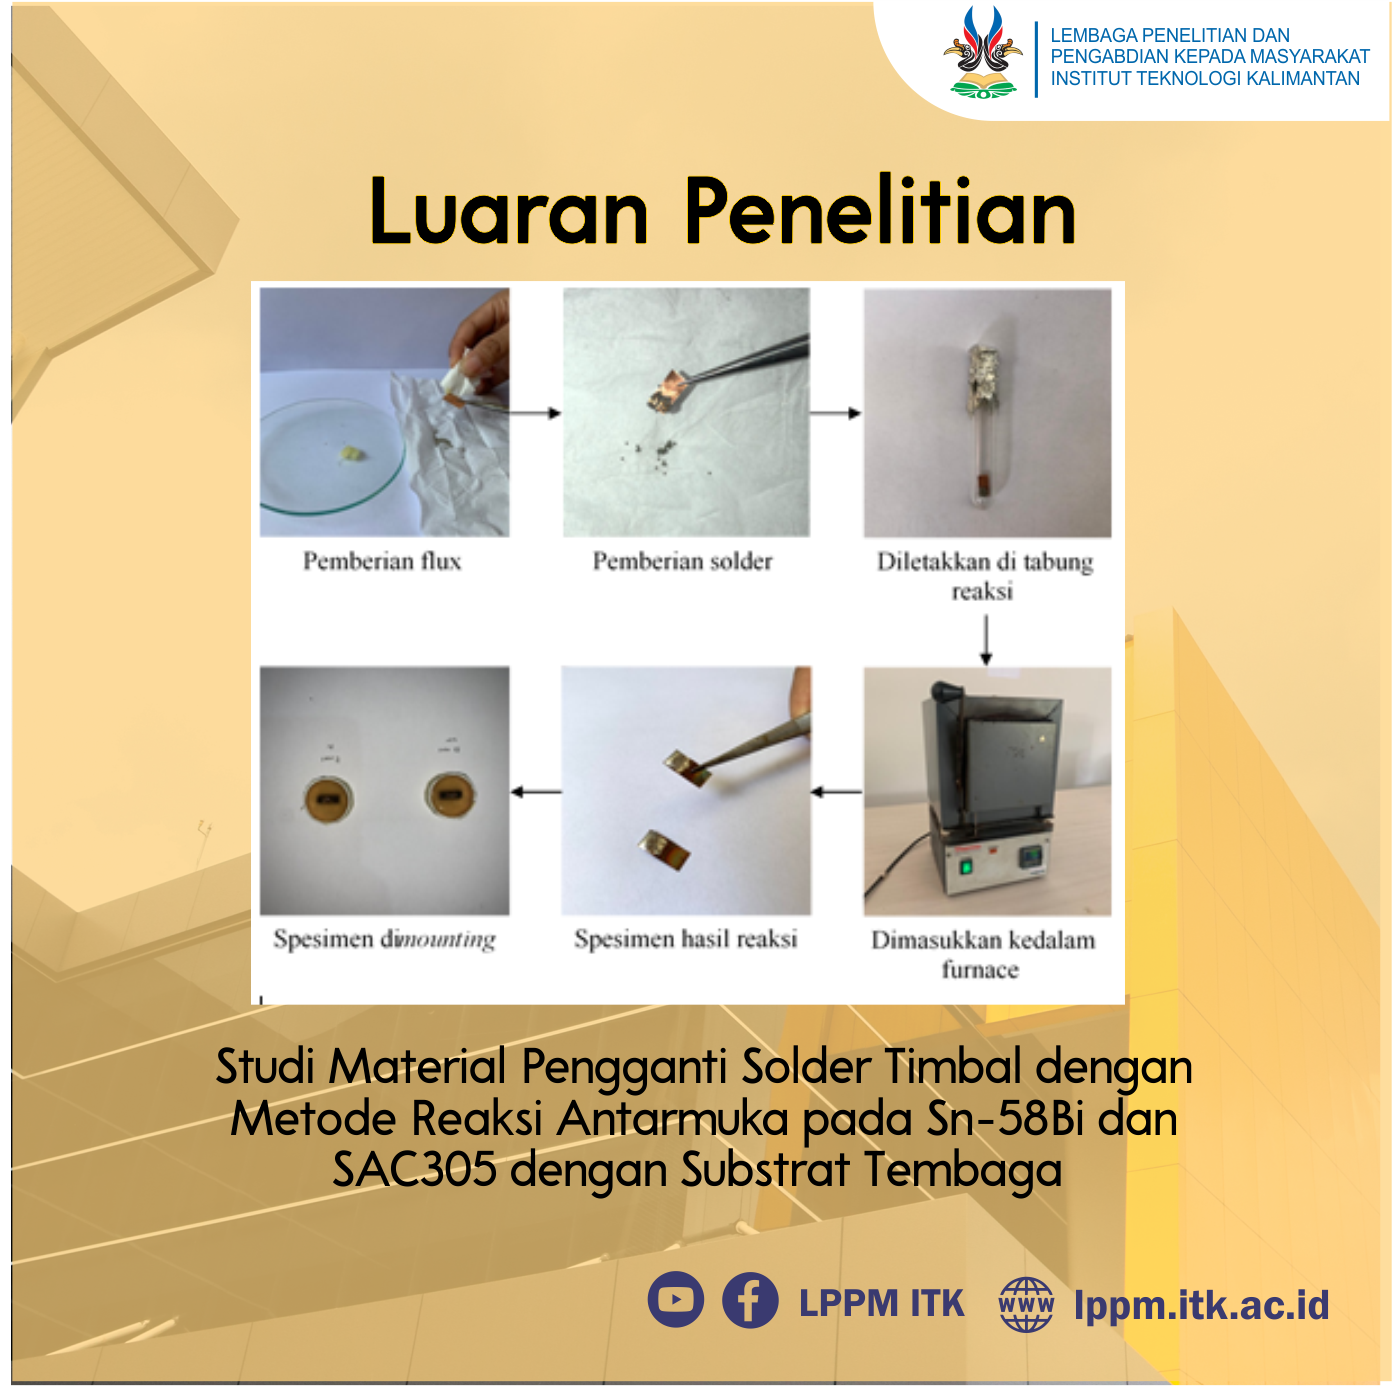 LEMBAGA PENELITIAN DAN
PENGABDIAN KEPADA MASYARAKAT
INSTITUT TEKNOLOGI KALIMANTAN
Luaran Penelitian
Pemberian flux
Pemberian solder
Diletakkan di tabung
reaksi
Spesimen dimounting
Spesimen hasil reaksi
Dimasukkan kedalam
furnace
Studi Material Pengganti Solder Timbal dengan
Metode Reaksi Antarmuka pada Sn-58Bi dan
SAC305 dengan Substrat Tembaga
LPPM ITK
www
lppm.itk.ac.id